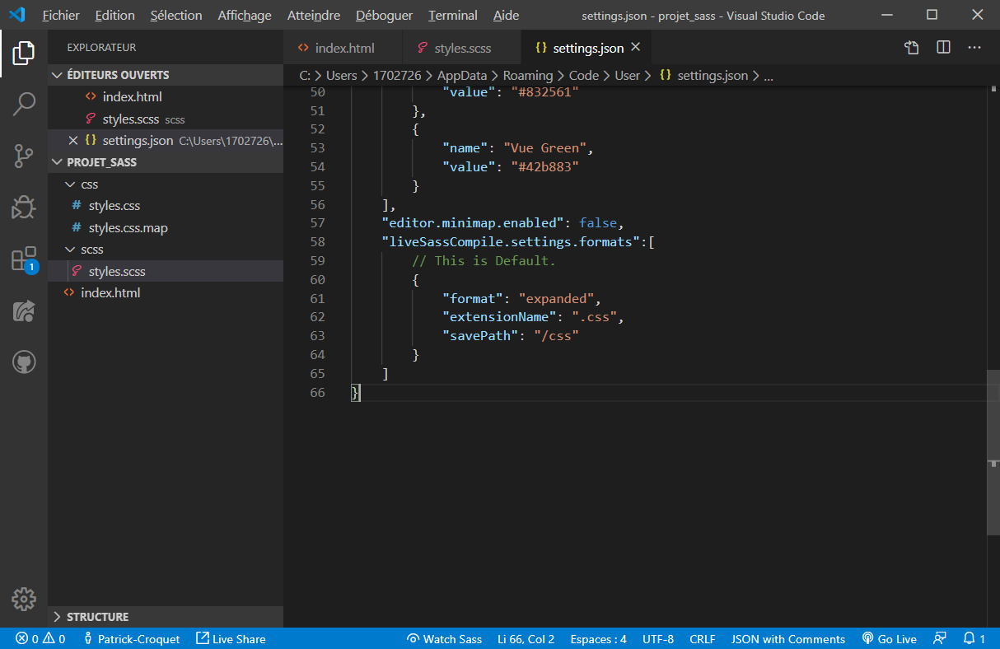 Fichier Edition Sélection Affichage Atteindre Déboguer Terminal Aide settings.json - projet_sass - Visual Studio Code
EXPLORATEUR
index.html styles.scss settings.json
ÉDITEURS OUVERTS
C: > Users > 1702726 > AppData > Roaming > Code > User > {} settings.json > ...
index.html
styles.scss scss
settings.json C:\Users\1702726\...
PROJET_SASS
css
# styles.css
# styles.css.map
scss
styles.scss
index.html
50 "value": "#832561"
51 },
52 {
53 "name": "Vue Green",
54 "value": "#42b883"
55 }
56 ],
57 "editor.minimap.enabled": false,
58 "liveSassCompile.settings.formats":[
59 // This is Default.
60 {
61 "format": "expanded",
62 "extensionName": ".css",
63 "savePath": "/css"
64 }
65 ]
66 }
1
STRUCTURE
0 0 Patrick-Croquet Live Share Watch Sass Li 66, Col 2 Espaces : 4 UTF-8 CRLF JSON with Comments Go Live 1